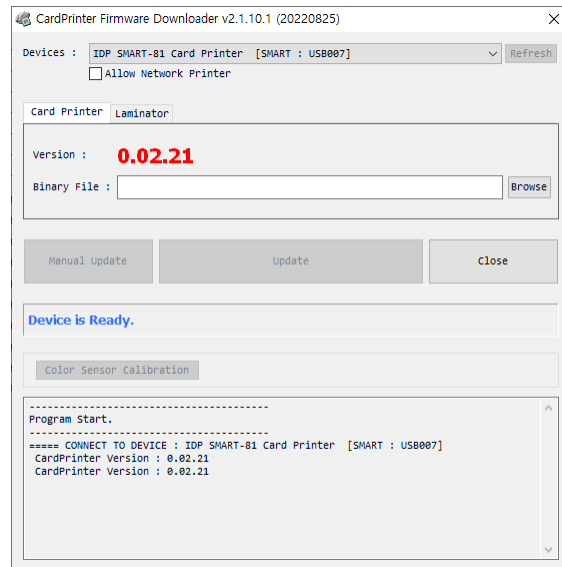 CardPrinter Firmware Downloader v2.1.10.1 (20220825)
Devices : IDP SMART-81 Card Printer [SMART : USB007] Refresh
Allow Network Printer
Card Printer Laminator
Version : 0.02.21
Binary File : Browse
Manual Update Update Close
Device is Ready.
Color Sensor Calibration
----------------------------------------
Program Start.
----------------------------------------
===== CONNECT TO DEVICE : IDP SMART-81 Card Printer [SMART : USB007]
CardPrinter Version : 0.02.21
CardPrinter Version : 0.02.21